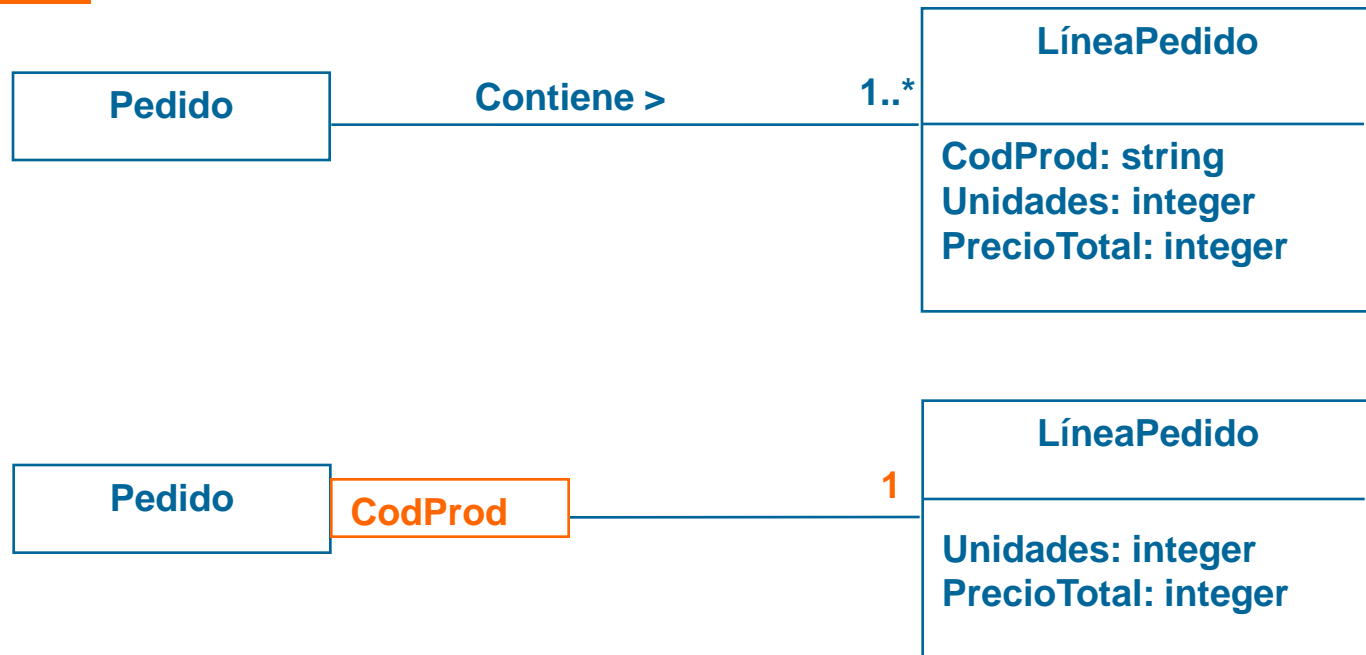 LíneaPedido
Pedido
Contiene >
1..*
CodProd: string
Unidades: integer
PrecioTotal: integer
LíneaPedido
Pedido
CodProd
1
Unidades: integer
PrecioTotal: integer